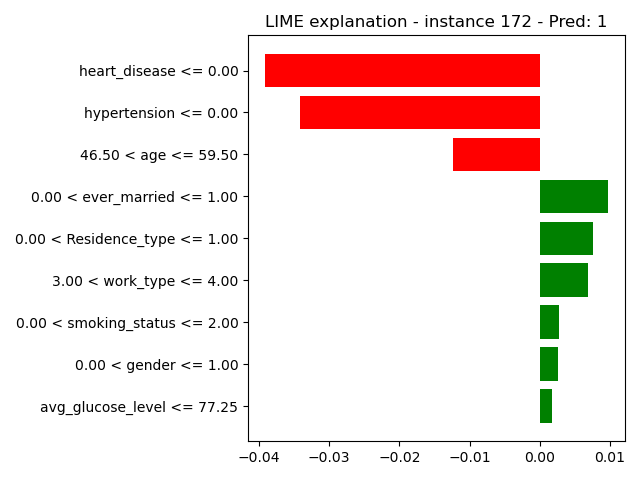 LIME explanation - instance 172 - Pred: 1
heart_disease <= 0.00
hypertension <= 0.00
46.50 < age <= 59.50
0.00 < ever_married <= 1.00
0.00 < Residence_type <= 1.00
3.00 < work_type <= 4.00
0.00 < smoking_status <= 2.00
0.00 < gender <= 1.00
avg_glucose_level <= 77.25
−0.04 −0.03 −0.02 −0.01 0.00 0.01